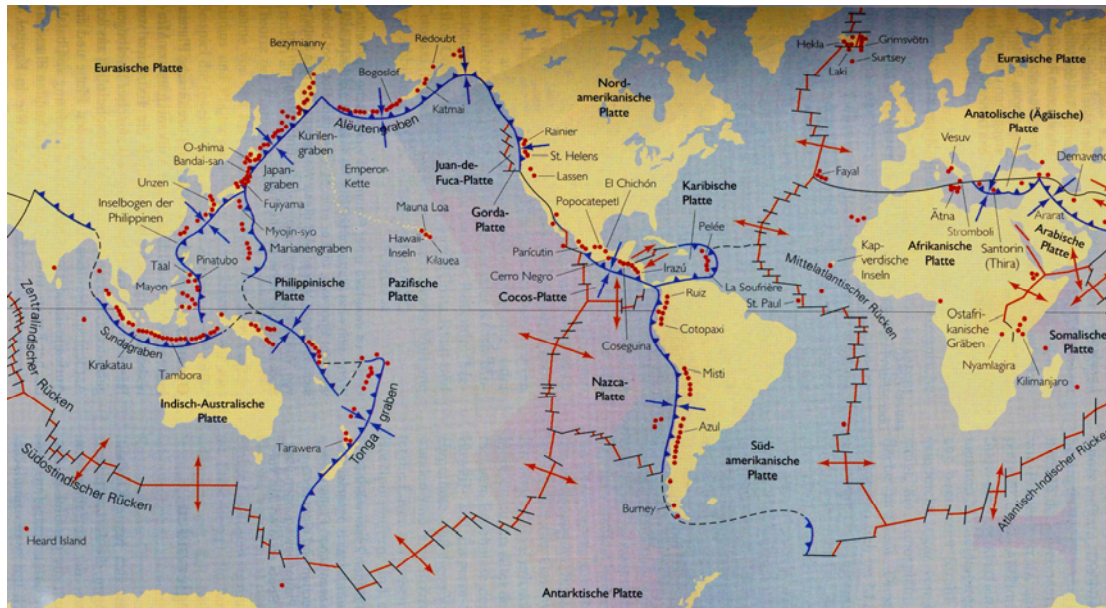 Bezymianny
Redoubt
Hekla
Grimsvötn
Laki
Surtsey
Eurasische Platte
Bogoslof
Nord-
amerikanische
Platte
Eurasische Platte
Katmai
Alëutengraben
Anatolische (Ägäische)
Platte
Kurilen-
graben
Rainier
St. Helens
Lassen
O-shima
Bandai-san
Japan-
graben
Emperor-
Kette
Juan-de-
Fuca-Platte
Vesuv
Demavend
Fayal
Unzen
Fujiyama
El Chichón
Popocatepetl
Karibische
Platte
Gorda-
Platte
Ätna
Stromboli
Santorin
(Thira)
Ararat
Inselbogen der
Philippinen
Mauna Loa
Hawaii-
Inseln
Kilauea
Pelée
Myojin-syo
Marianengraben
Parícutin
Kap-
verdische
Inseln
Afrikanische
Platte
Arabische
Platte
Taal
Pinatubo
Mayon
Philippinische
Platte
Pazifische
Platte
Cerro Negro
Irazú
La Soufrière
Mittelatlantischer Rücken
Cocos-Platte
Ruiz
St. Paul
Zentralindischer
Rücken
Sundagraben
Krakatau
Tambora
Cotopaxi
Coseguina
Ostafri-
kanische
Gräben
Somalische
Platte
Nyamlagira
Kilimanjaro
Indisch-Australische
Platte
Nazca-
Platte
Misti
Azul
Tarawera
Tonga
graben
Süd-
amerikanische
Platte
Südostindischer Rücken
Atlantisch-Indischer Rücken
Burney
Heard Island
Antarktische Platte